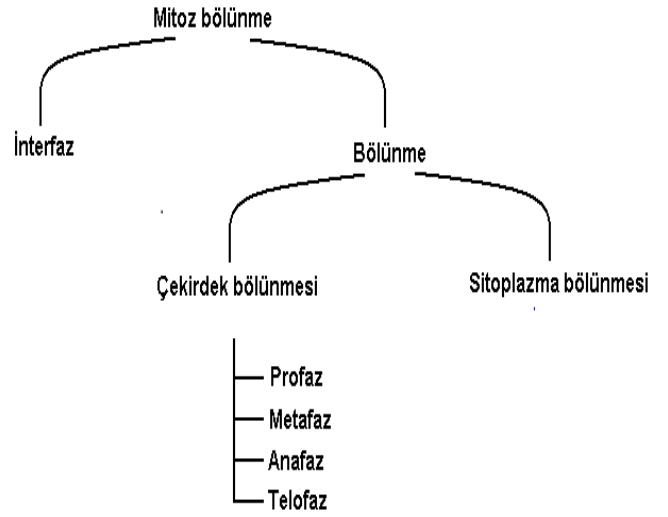 Mitoz bölünme
İnterfaz
Bölünme
Çekirdek bölünmesi
Sitoplazma bölünmesi
Profaz
Metafaz
Anafaz
Telofaz